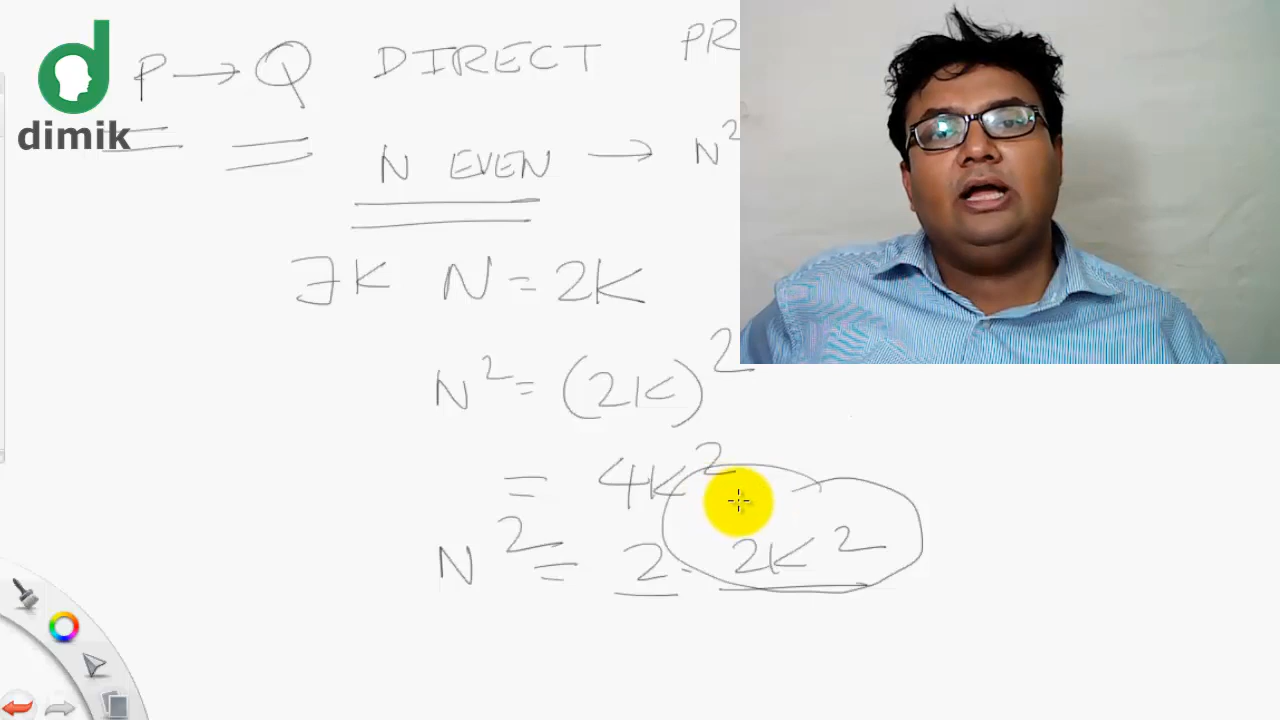 dimik
P → Q DIRECT PR
N EVEN → N²
∃K N = 2K
N² = (2K)²
= 4K²
N² = 2 · 2K²